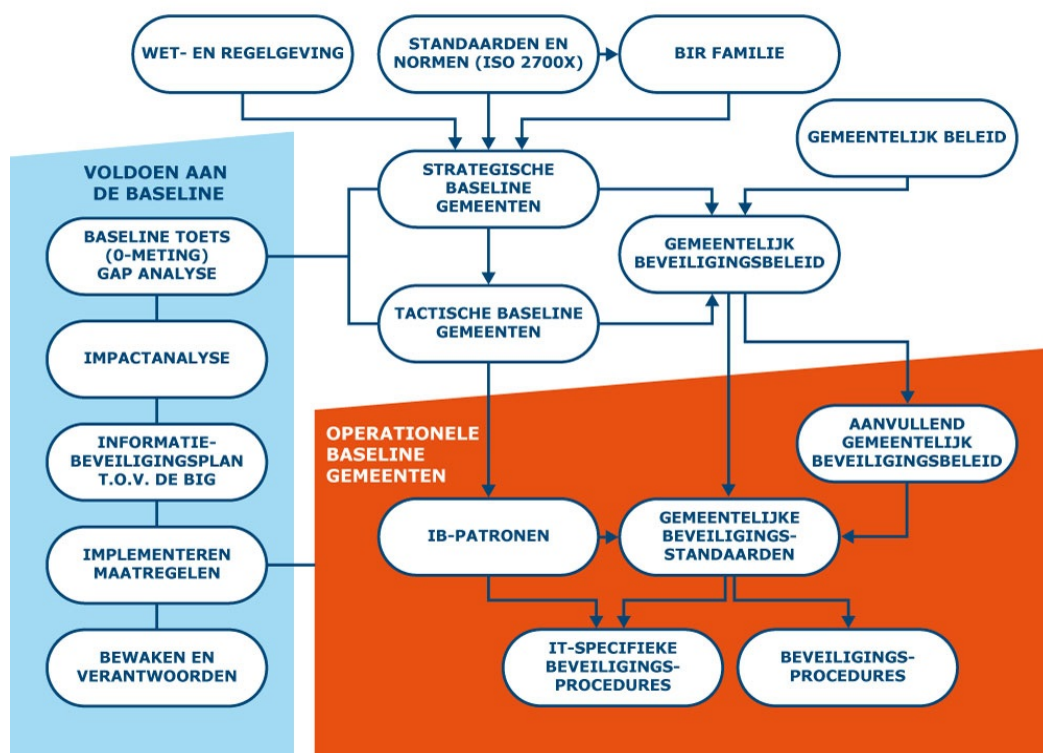 WET- EN REGELGEVING
STANDAARDEN EN
NORMEN (ISO 2700X)
BIR FAMILIE
GEMEENTELIJK BELEID
VOLDOEN AAN
DE BASELINE
STRATEGISCHE
BASELINE
GEMEENTEN
BASELINE TOETS
(0-METING)
GAP ANALYSE
GEMEENTELIJK
BEVEILIGINGSBELEID
TACTISCHE BASELINE
GEMEENTEN
IMPACTANALYSE
OPERATIONELE
BASELINE
GEMEENTEN
AANVULLEND
GEMEENTELIJK
BEVEILIGINGSBELEID
INFORMATIE-
BEVEILIGINGSPLAN
T.O.V. DE BIG
IB-PATRONEN
GEMEENTELIJKE
BEVEILIGINGS-
STANDAARDEN
IMPLEMENTEREN
MAATREGELEN
BEWAKEN EN
VERANTWOORDEN
IT-SPECIFIEKE
BEVEILIGINGS-
PROCEDURES
BEVEILIGINGS-
PROCEDURES